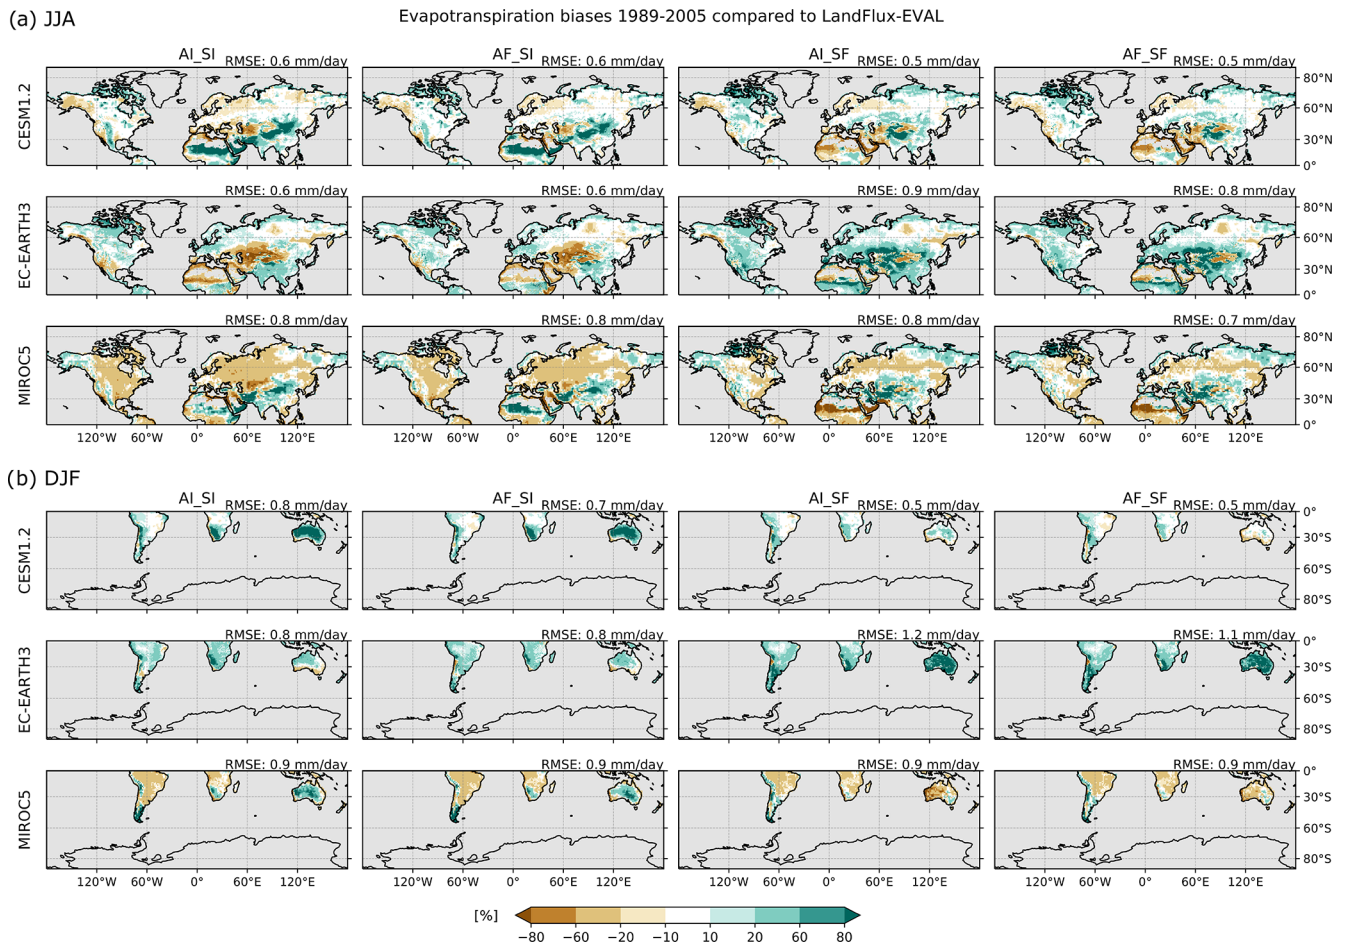 (a) JJA
Evapotranspiration biases 1989-2005 compared to LandFlux-EVAL
AI_SI
RMSE: 0.6 mm/day
AF_SI
RMSE: 0.6 mm/day
AI_SF
RMSE: 0.5 mm/day
AF_SF
RMSE: 0.5 mm/day
CESM1.2
80°N
60°N
30°N
0°
RMSE: 0.6 mm/day
RMSE: 0.6 mm/day
RMSE: 0.9 mm/day
RMSE: 0.8 mm/day
EC-EARTH3
80°N
60°N
30°N
0°
RMSE: 0.8 mm/day
RMSE: 0.8 mm/day
RMSE: 0.8 mm/day
RMSE: 0.7 mm/day
MIROC5
80°N
60°N
30°N
0°
120°W 60°W 0° 60°E 120°E
120°W 60°W 0° 60°E 120°E
120°W 60°W 0° 60°E 120°E
120°W 60°W 0° 60°E 120°E
(b) DJF
AI_SI
RMSE: 0.8 mm/day
AF_SI
RMSE: 0.7 mm/day
AI_SF
RMSE: 0.5 mm/day
AF_SF
RMSE: 0.5 mm/day
CESM1.2
0°
30°S
60°S
80°S
RMSE: 0.8 mm/day
RMSE: 0.8 mm/day
RMSE: 1.2 mm/day
RMSE: 1.1 mm/day
EC-EARTH3
0°
30°S
60°S
80°S
RMSE: 0.9 mm/day
RMSE: 0.9 mm/day
RMSE: 0.9 mm/day
RMSE: 0.9 mm/day
MIROC5
0°
30°S
60°S
80°S
120°W 60°W 0° 60°E 120°E
120°W 60°W 0° 60°E 120°E
120°W 60°W 0° 60°E 120°E
120°W 60°W 0° 60°E 120°E
[%]
−80 −60 −20 −10 10 20 60 80